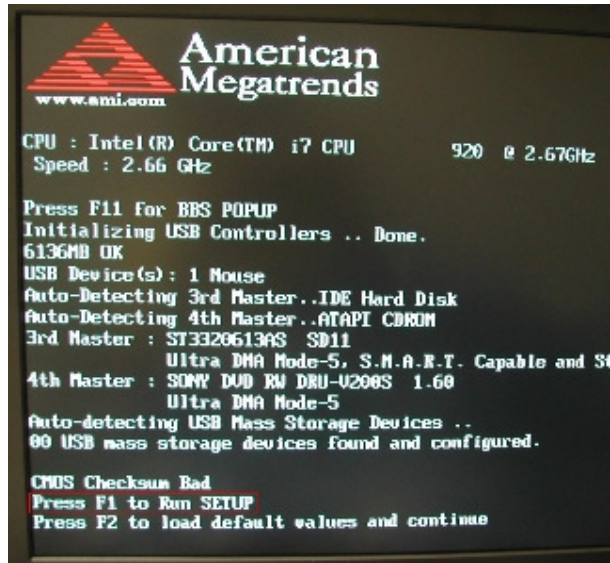 American
Megatrends
www.ami.com
CPU : Intel(R) Core(TM) i7 CPU 920 @ 2.67GHz
Speed : 2.66 GHz
Press F11 for BBS POPUP
Initializing USB Controllers .. Done.
6136MB OK
USB Device(s): 1 Mouse
Auto-Detecting 3rd Master..IDE Hard Disk
Auto-Detecting 4th Master..ATAPI CDROM
3rd Master : ST3320613AS SD11
Ultra DMA Mode-5, S.M.A.R.T. Capable and St
4th Master : SONY DVD RW DRU-V200S 1.60
Ultra DMA Mode-5
Auto-detecting USB Mass Storage Devices ..
00 USB mass storage devices found and configured.
CMOS Checksum Bad
Press F1 to Run SETUP
Press F2 to load default values and continue